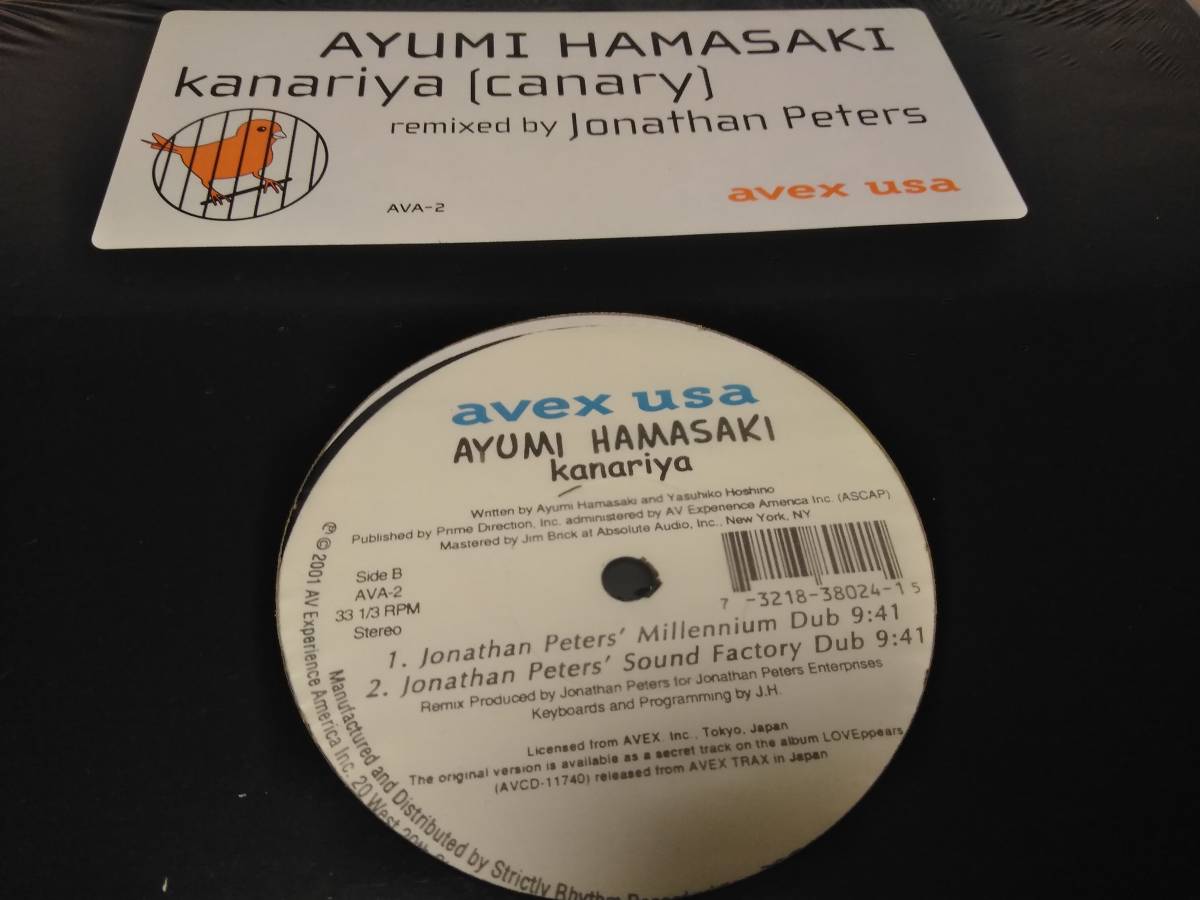 AYUMI HAMASAKI
kanariya (canary)
remixed by Jonathan Peters
AVA-2
avex usa
avex usa
AYUMI HAMASAKI
kanariya
Written by Ayumi Hamasaki and Yasuhiko Hoshino
Published by Prime Direction, Inc. administered by AV Experience America Inc. (ASCAP)
Mastered by Jim Brick at Absolute Audio, Inc., New York, NY
Side B
AVA-2
33 1/3 RPM
Stereo
7 -3218-38024-1 5
1. Jonathan Peters' Millennium Dub 9:41
2. Jonathan Peters' Sound Factory Dub 9:41
Remix Produced by Jonathan Peters for Jonathan Peters Enterprises
Keyboards and Programming by J.H.
Licensed from AVEX. Inc., Tokyo, Japan
The original version is available as a secret track on the album LOVEppears
(AVCD-11740) released from AVEX TRAX in Japan
℗ © 2001 AV Experience America Inc. 20 West
Manufactured and Distributed by Strictly Rhythm